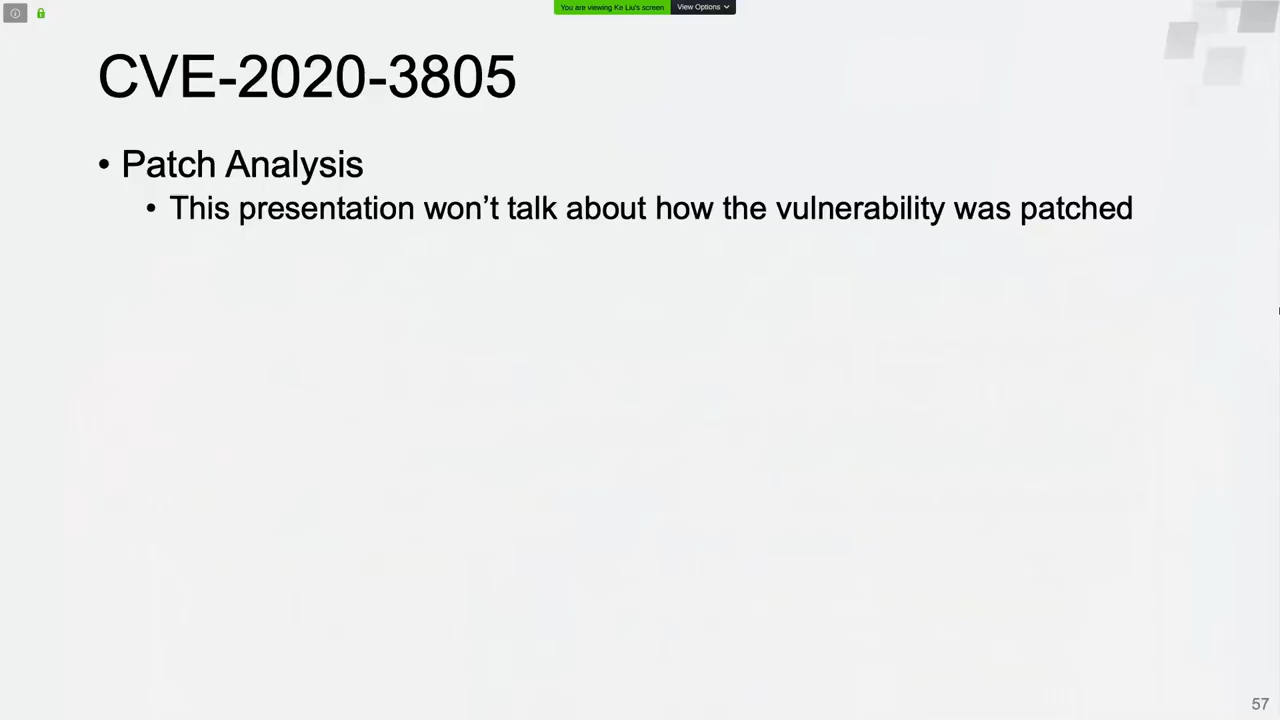 You are viewing Ke Liu's screen View Options
CVE-2020-3805
• Patch Analysis
• This presentation won’t talk about how the vulnerability was patched
57